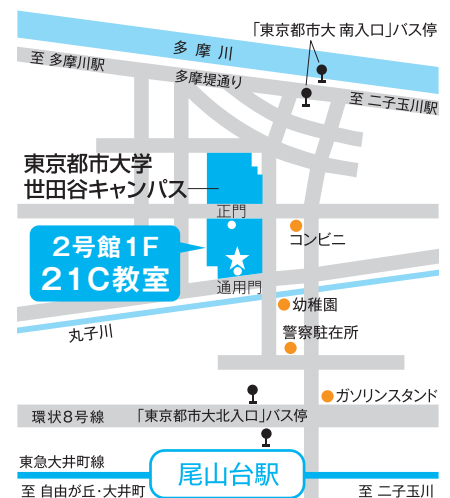 「東京都市大 南入口」バス停
多摩川
至 多摩川駅
多摩堤通り
至 二子玉川駅
東京都市大学
世田谷キャンパス
正門
コンビニ
2号館1F
21C教室
通用門
幼稚園
丸子川
警察駐在所
ガソリンスタンド
環状8号線
「東京都市大北入口」バス停
東急大井町線
尾山台駅
至 自由が丘・大井町
至 二子玉川